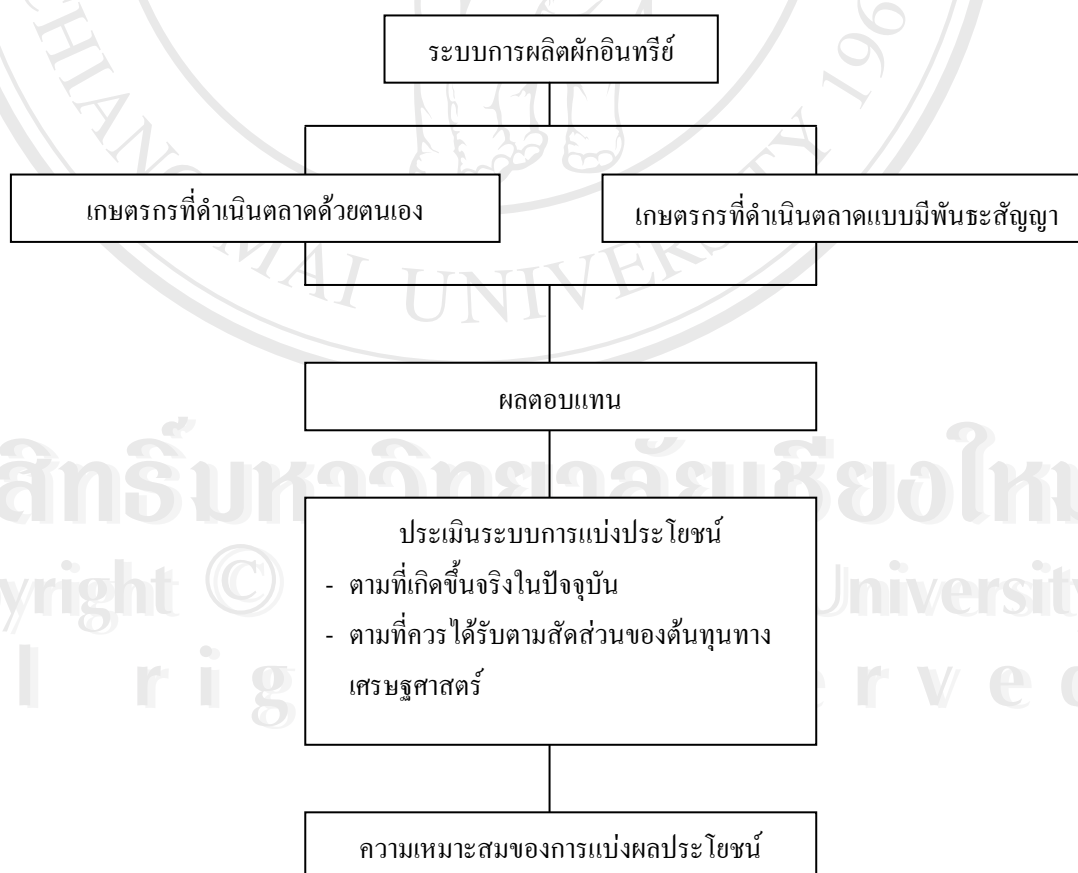 CHIANG MAI UNIVERSITY 196
ระบบการผลิตผักอินทรีย์
เกษตรกรที่ดำเนินตลาดด้วยตนเอง
เกษตรกรที่ดำเนินตลาดแบบมีพันธะสัญญา
ผลตอบแทน
ประเมินระบบการแบ่งประโยชน์
- ตามที่เกิดขึ้นจริงในปัจจุบัน
- ตามที่ควรได้รับตามสัดส่วนของต้นทุนทาง
เศรษฐศาสตร์
ความเหมาะสมของการแบ่งผลประโยชน์